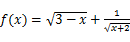 f(x) = √(3 − x) + 1/√(x+2)